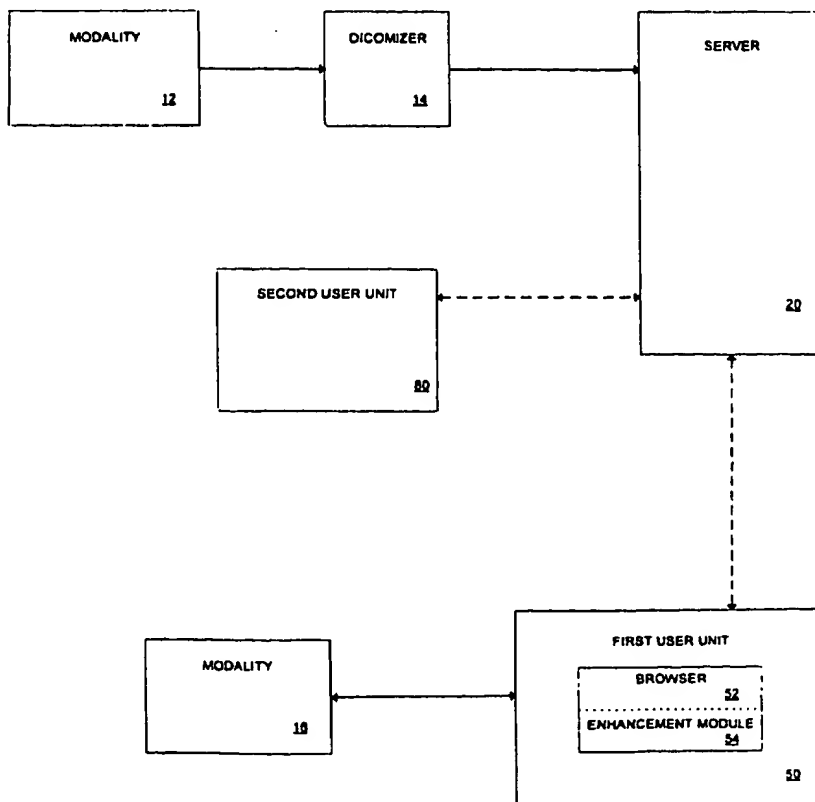 MODALITY
12
DICOMIZER
14
SERVER
20
SECOND USER UNIT
80
MODALITY
16
FIRST USER UNIT
BROWSER
52
ENHANCEMENT MODULE
54
50